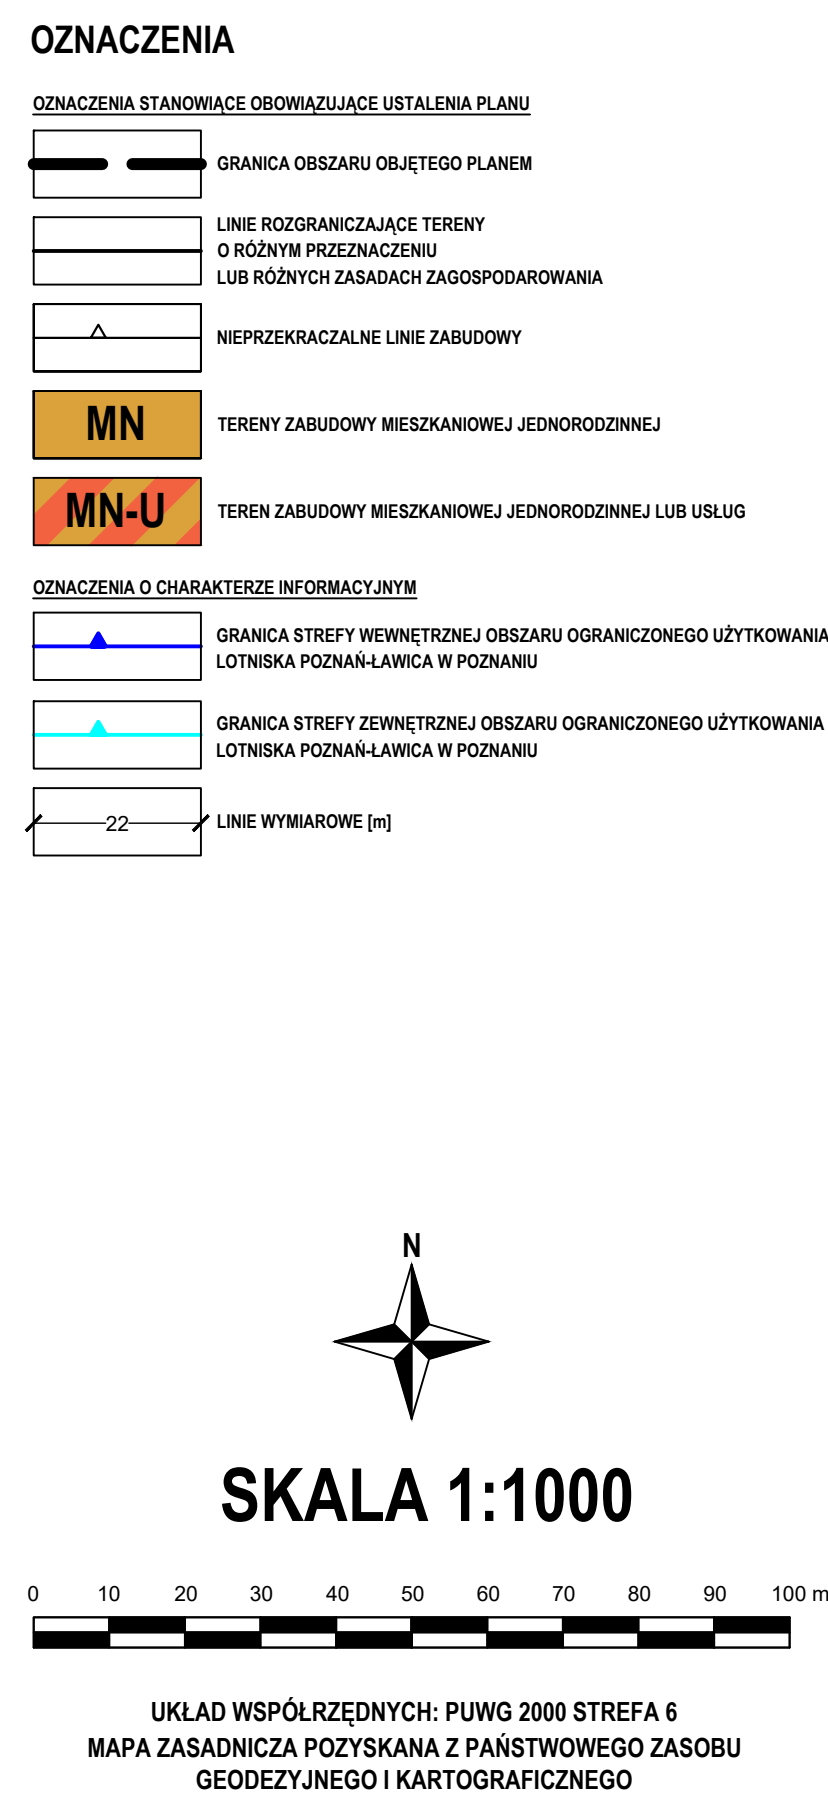 OZNACZENIA
OZNACZENIA STANOWIĄCE OBOWIĄZUJĄCE USTALENIA PLANU
GRANICA OBSZARU OBJĘTEGO PLANEM
LINIE ROZGRANICZAJĄCE TERENY
O RÓŻNYM PRZEZNACZENIU
LUB RÓŻNYCH ZASADACH ZAGOSPODAROWANIA
NIEPRZEKRACZALNE LINIE ZABUDOWY
MN
TERENY ZABUDOWY MIESZKANIOWEJ JEDNORODZINNEJ
MN-U
TEREN ZABUDOWY MIESZKANIOWEJ JEDNORODZINNEJ LUB USŁUG
OZNACZENIA O CHARAKTERZE INFORMACYJNYM
GRANICA STREFY WEWNĘTRZNEJ OBSZARU OGRANICZONEGO UŻYTKOWANIA
LOTNISKA POZNAŃ-ŁAWICA W POZNANIU
GRANICA STREFY ZEWNĘTRZNEJ OBSZARU OGRANICZONEGO UŻYTKOWANIA
LOTNISKA POZNAŃ-ŁAWICA W POZNANIU
22
LINIE WYMIAROWE [m]
N
SKALA 1:1000
0 10 20 30 40 50 60 70 80 90 100 m
UKŁAD WSPÓŁRZĘDNYCH: PUWG 2000 STREFA 6
MAPA ZASADNICZA POZYSKANA Z PAŃSTWOWEGO ZASOBU
GEODEZYJNEGO I KARTOGRAFICZNEGO